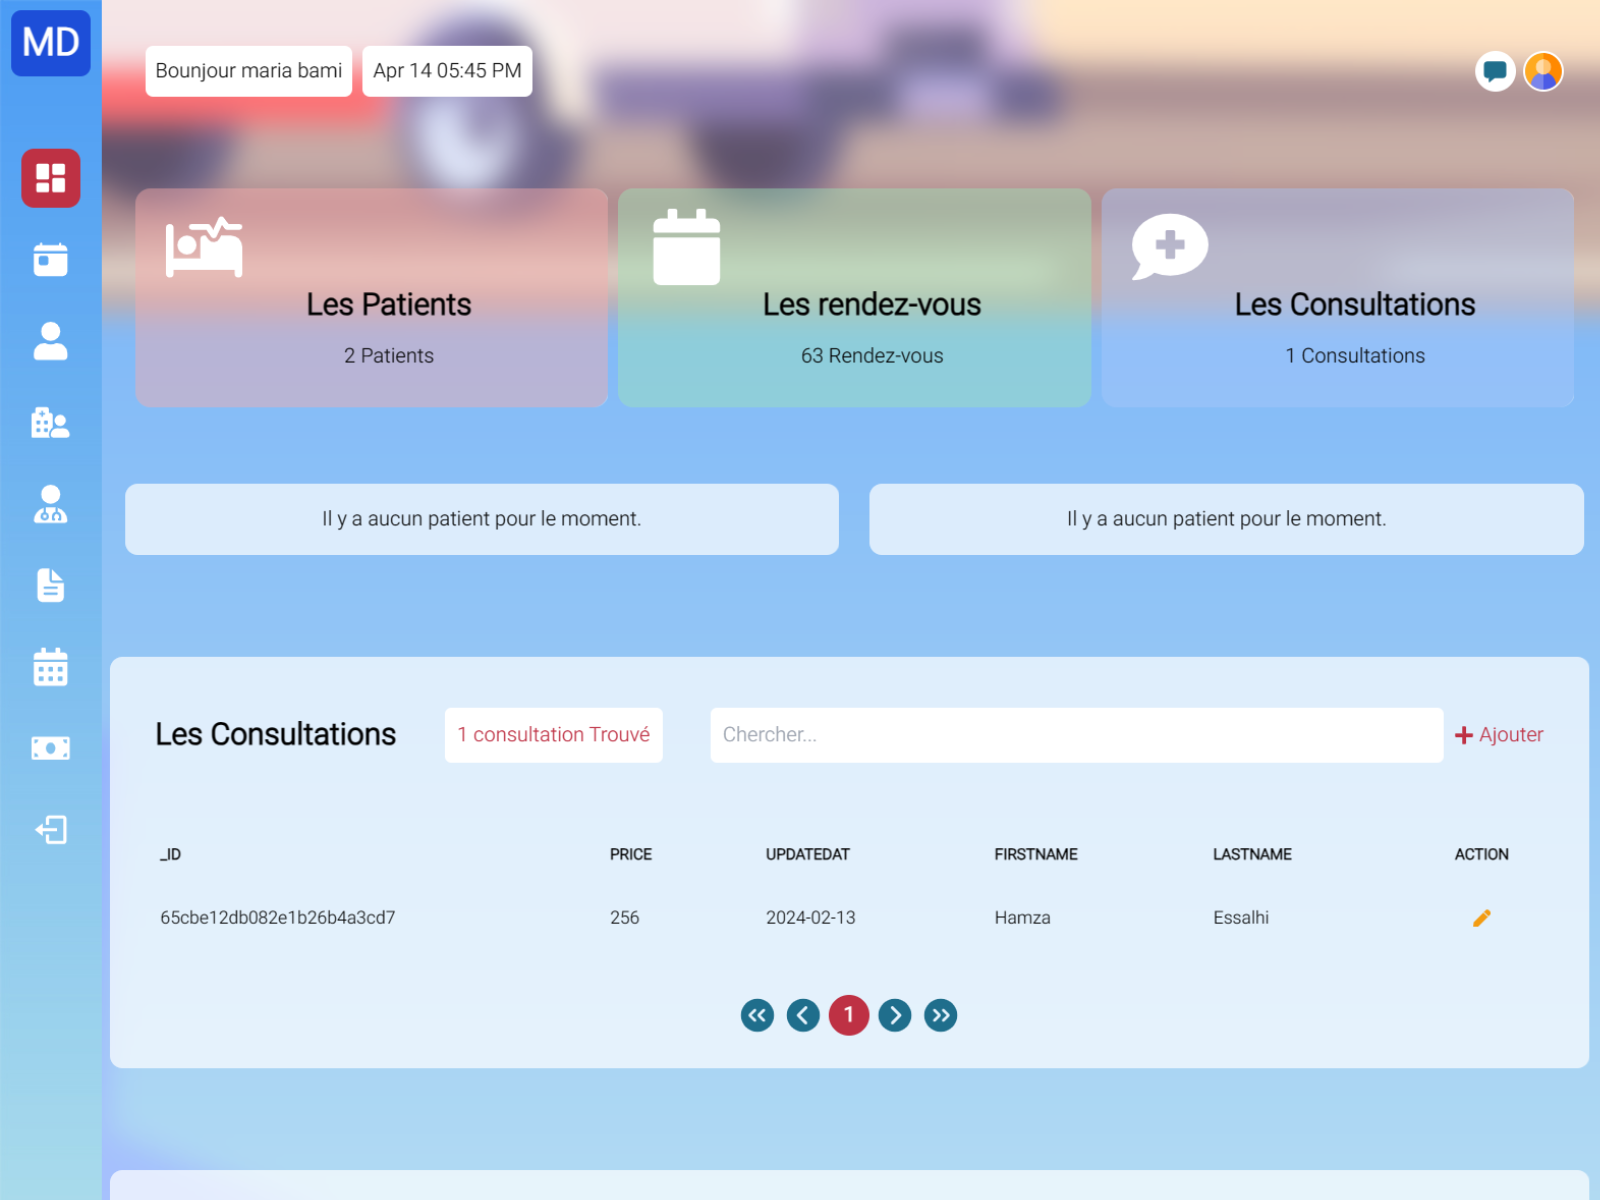 MD
Bounjour maria bami
Apr 14 05:45 PM
Les Patients
2 Patients
Les rendez-vous
63 Rendez-vous
Les Consultations
1 Consultations
Il y a aucun patient pour le moment.
Il y a aucun patient pour le moment.
Les Consultations
1 consultation Trouvé
Chercher...
Ajouter
_ID PRICE UPDATEDAT FIRSTNAME LASTNAME ACTION
65cbe12db082e1b26b4a3cd7 256 2024-02-13 Hamza Essalhi
1